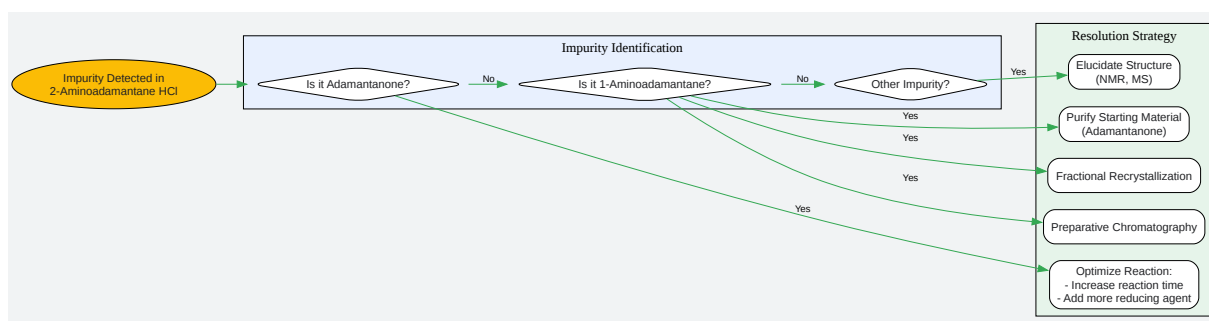 Impurity Identification
Resolution Strategy
Impurity Detected in
2-Aminoadamantane HCl
Is it Adamantanone?
No
Is it 1-Aminoadamantane?
No
Other Impurity?
Yes
Elucidate Structure
(NMR, MS)
Yes
Purify Starting Material
(Adamantanone)
Yes
Fractional Recrystallization
Yes
Preparative Chromatography
Yes
Optimize Reaction:
- Increase reaction time
- Add more reducing agent